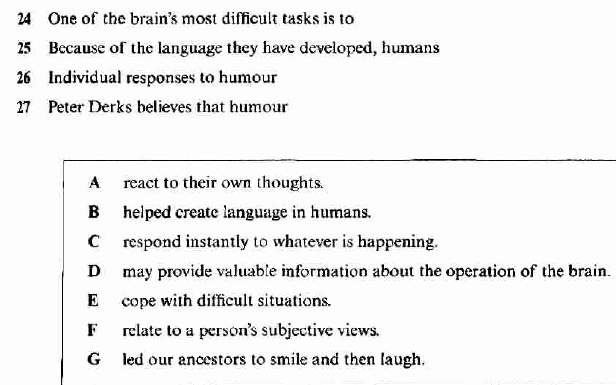 24 One of the brain's most difficult tasks is to
25 Because of the language they have developed, humans
26 Individual responses to humour
27 Peter Derks believes that humour
A react to their own thoughts.
B helped create language in humans.
C respond instantly to whatever is happening.
D may provide valuable information about the operation of the brain.
E cope with difficult situations.
F relate to a person's subjective views.
G led our ancestors to smile and then laugh.